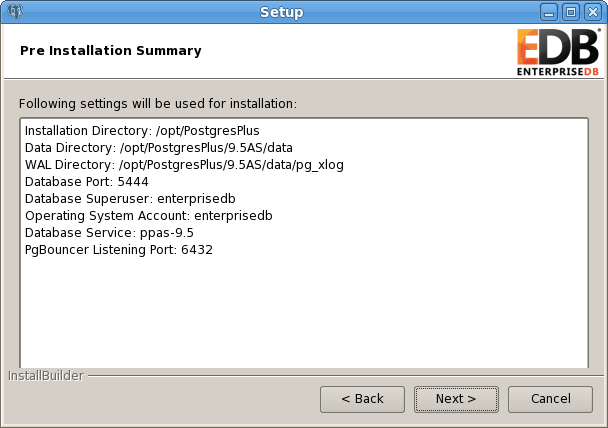 Setup
Pre Installation Summary
EDB
ENTERPRISEDB
Following settings will be used for installation:
Installation Directory: /opt/PostgresPlus
Data Directory: /opt/PostgresPlus/9.5AS/data
WAL Directory: /opt/PostgresPlus/9.5AS/data/pg_xlog
Database Port: 5444
Database Superuser: enterprisedb
Operating System Account: enterprisedb
Database Service: ppas-9.5
PgBouncer Listening Port: 6432
InstallBuilder
< Back
Next >
Cancel